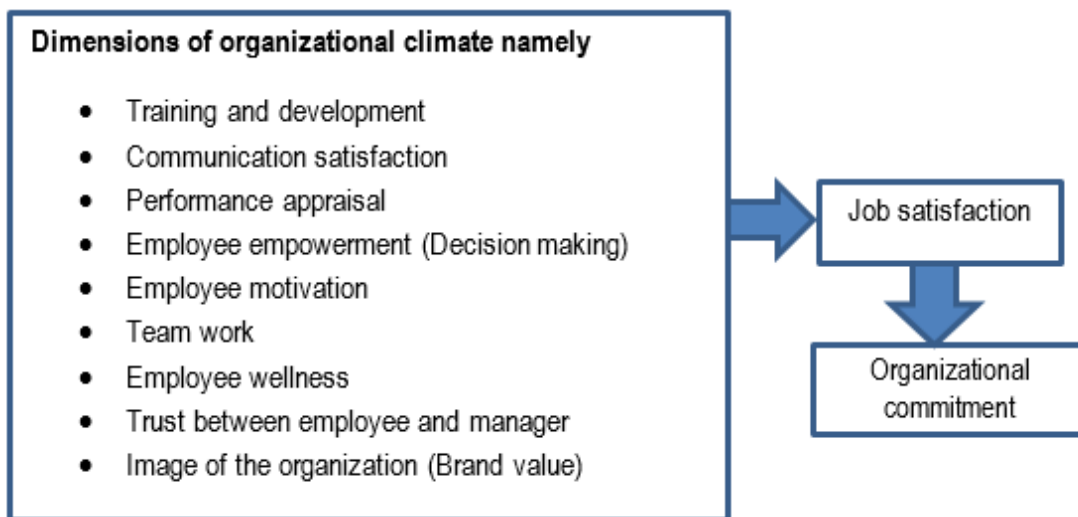 Dimensions of organizational climate namely
• Training and development
• Communication satisfaction
• Performance appraisal
• Employee empowerment (Decision making)
• Employee motivation
• Team work
• Employee wellness
• Trust between employee and manager
• Image of the organization (Brand value)
Job satisfaction
Organizational
commitment